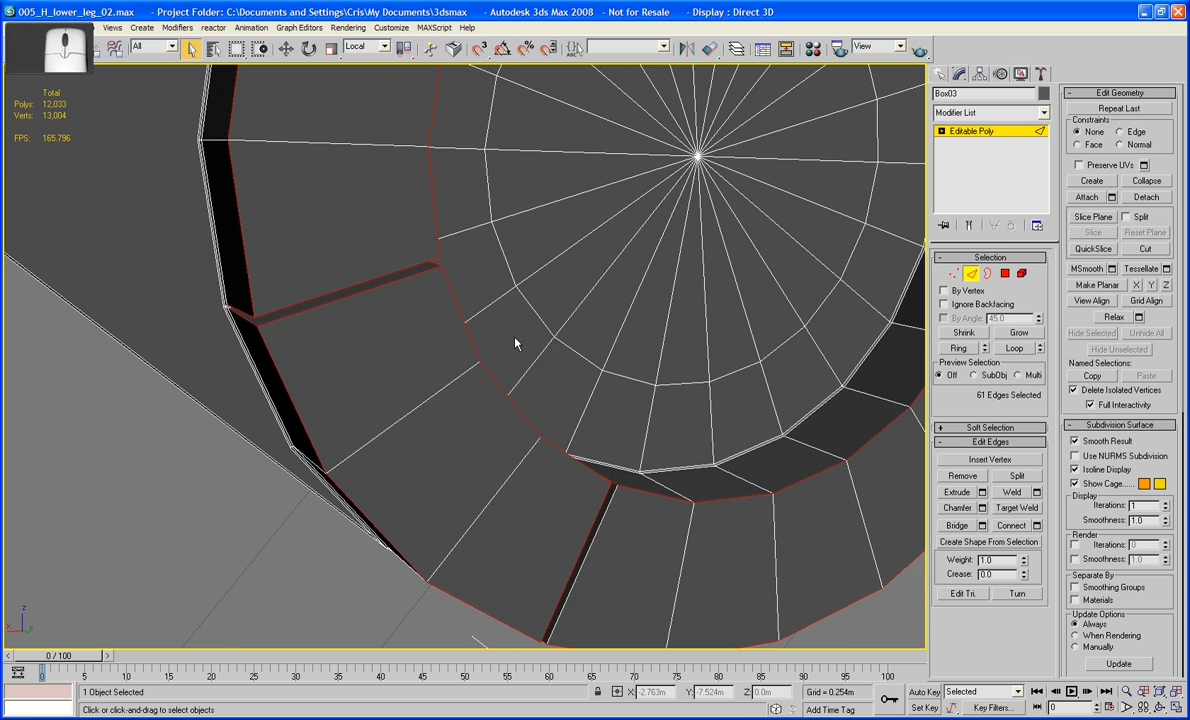 005_H_lower_leg_02.max - Project Folder: C:\Documents and Settings\Cris\My Documents\3dsmax - Autodesk 3ds Max 2008 - Not for Resale - Display : Direct 3D
Views Create Modifiers reactor Animation Graph Editors Rendering Customize MAXScript Help
All Local View
Total
Polys: 12,033
Verts: 13,004
FPS: 165.796
Box03
Modifier List
Editable Poly
Selection
By Vertex
Ignore Backfacing
By Angle: 45.0
Shrink Grow
Ring Loop
Preview Selection
Off SubObj Multi
61 Edges Selected
Soft Selection
Edit Edges
Insert Vertex
Remove Split
Extrude Weld
Chamfer Target Weld
Bridge Connect
Create Shape From Selection
Weight: 1.0
Crease: 0.0
Edit Tri. Turn
Edit Geometry
Repeat Last
Constraints
None Edge
Face Normal
Preserve UVs
Create Collapse
Attach Detach
Slice Plane Split
Slice Reset Plane
QuickSlice Cut
MSmooth Tessellate
Make Planar X Y Z
View Align Grid Align
Relax
Hide Selected Unhide All
Hide Unselected
Named Selections:
Copy Paste
Delete Isolated Vertices
Full Interactivity
Subdivision Surface
Smooth Result
Use NURMS Subdivision
Isoline Display
Show Cage......
Display
Iterations: 1
Smoothness: 1.0
Render
Iterations: 0
Smoothness: 1.0
Separate By
Smoothing Groups
Materials
Update Options
Always
When Rendering
Manually
Update
z
x y
0 / 100
0 5 10 15 20 25 30 35 40 45 50 55 60 65 70 75 80 85 90 95 100
1 Object Selected X: -2.763m Y: -7.524m Z: 0.0m Grid = 0.254m Auto Key Selected
Click or click-and-drag to select objects Add Time Tag Set Key Key Filters... 0